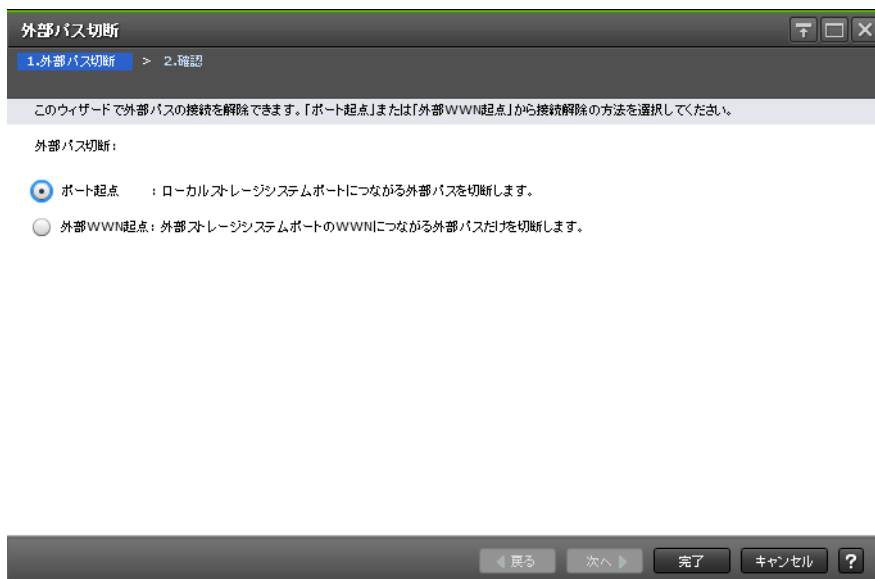 外部パス切断
1.外部パス切断 > 2.確認
このウィザードで外部パスの接続を解除できます。「ポート起点」または「外部WWN起点」から接続解除の方法を選択してください。
外部パス切断:
ポート起点 : ローカルストレージシステムポートにつながる外部パスを切断します。
外部WWN起点 : 外部ストレージシステムポートのWWNにつながる外部パスだけを切断します。
戻る 次へ 完了 キャンセル ?